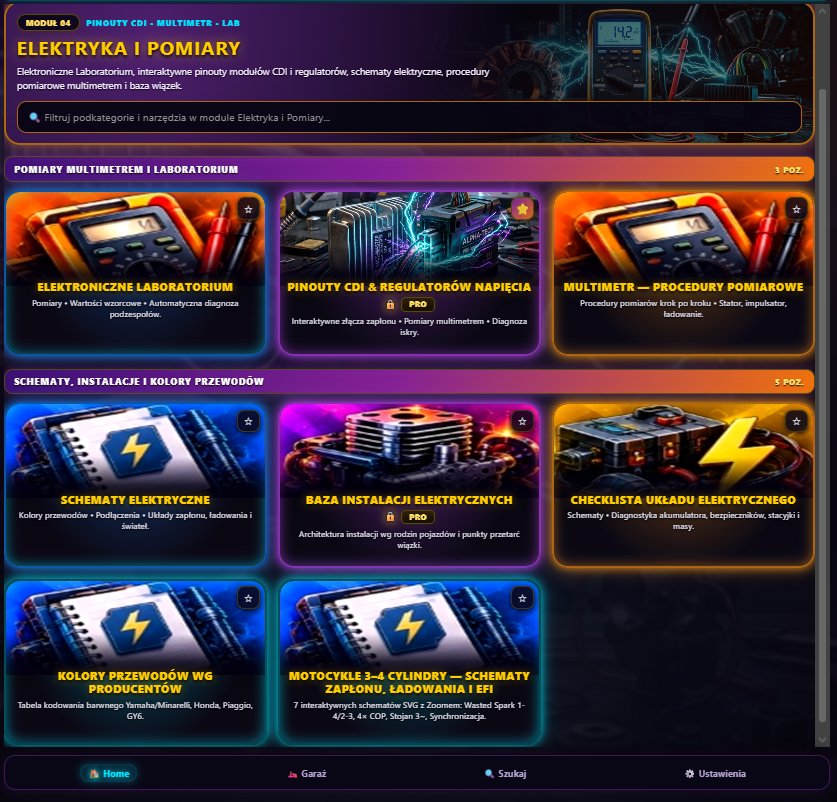 MODUŁ 04
PINOUTY CDI • MULTIMETR • LAB
ELEKTRYKA I POMIARY
Elektroniczne Laboratorium, interaktywne pinouty modułów CDI i regulatorów, schematy elektryczne, procedury
pomiarowe multimetrem i baza wiązek.
Filtruj podkategorie i narzędzia w module Elektryka i Pomiary...
POMIARY MULTIMETREM I LABORATORIUM
3 POZ.
ELEKTRONICZNE LABORATORIUM
Pomiary • Wartości wzorcowe • Automatyczna diagnoza
podzespołów.
PINOUTY CDI & REGULATORÓW NAPIĘCIA
PRO
Interaktywne złącza zapłonu • Pomiary multimetrem • Diagnoza
iskry.
MULTIMETR — PROCEDURY POMIAROWE
Procedury pomiarów krok po kroku • Stator, impulsator,
ładowanie.
SCHEMATY, INSTALACJE I KOLORY PRZEWODÓW
5 POZ.
SCHEMATY ELEKTRYCZNE
Kolory przewodów • Podłączenia • Układy zapłonu, ładowania i
świateł.
BAZA INSTALACJI ELEKTRYCZNYCH
PRO
Architektura instalacji wg rodzin pojazdów i punkty przetarć
wiązki.
CHECKLISTA UKŁADU ELEKTRYCZNEGO
Schematy • Diagnostyka akumulatora, bezpieczników, stacyjki i
masy.
KOLORY PRZEWODÓW WG
PRODUCENTÓW
Tabela kodowania barwnego Yamaha/Minarelli, Honda, Piaggio,
GY6.
MOTOCYKLE 3–4 CYLINDRY — SCHEMATY
ZAPŁONU, ŁADOWANIA I EFI
7 interaktywnych schematów SVG z Zoomem: Wasted Spark 1-
4/2-3, 4× COP, Stojan 3~, Synchronizacja.
Home
Garaż
Szukaj
Ustawienia